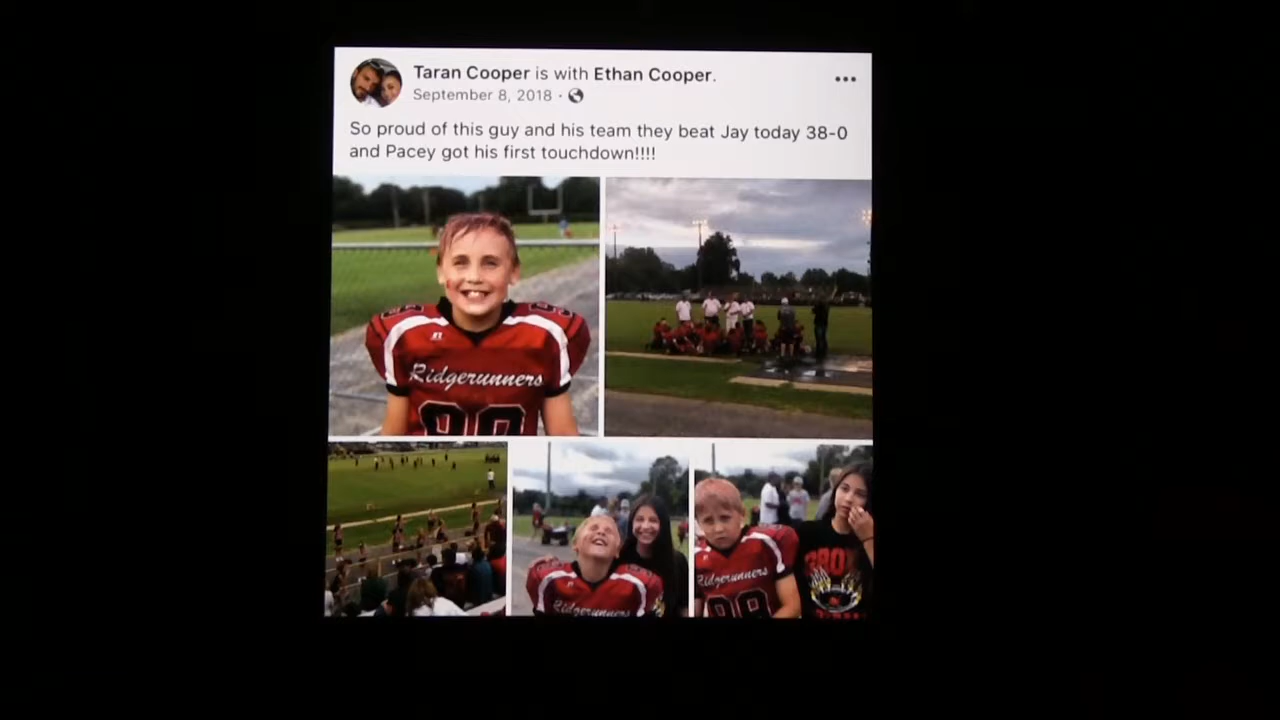 Taran Cooper is with Ethan Cooper.
September 8, 2018 ·
So proud of this guy and his team they beat Jay today 38-0
and Pacey got his first touchdown!!!!
Ridgerunners
Ridgerunners
Ridgerunners